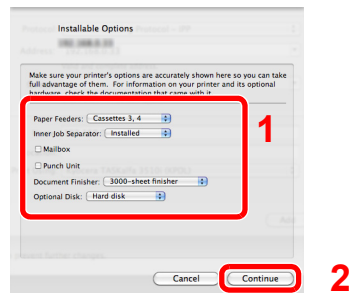 Installable Options
Make sure your printer's options are accurately shown here so you can take
full advantage of them. For information on your printer and its optional
hardware, check the documentation that came with it.
Paper Feeders: Cassettes 3, 4
Inner Job Separator: Installed
Mailbox
Punch Unit
Document Finisher: 3000-sheet finisher
Optional Disk: Hard disk
1
Cancel Continue 2